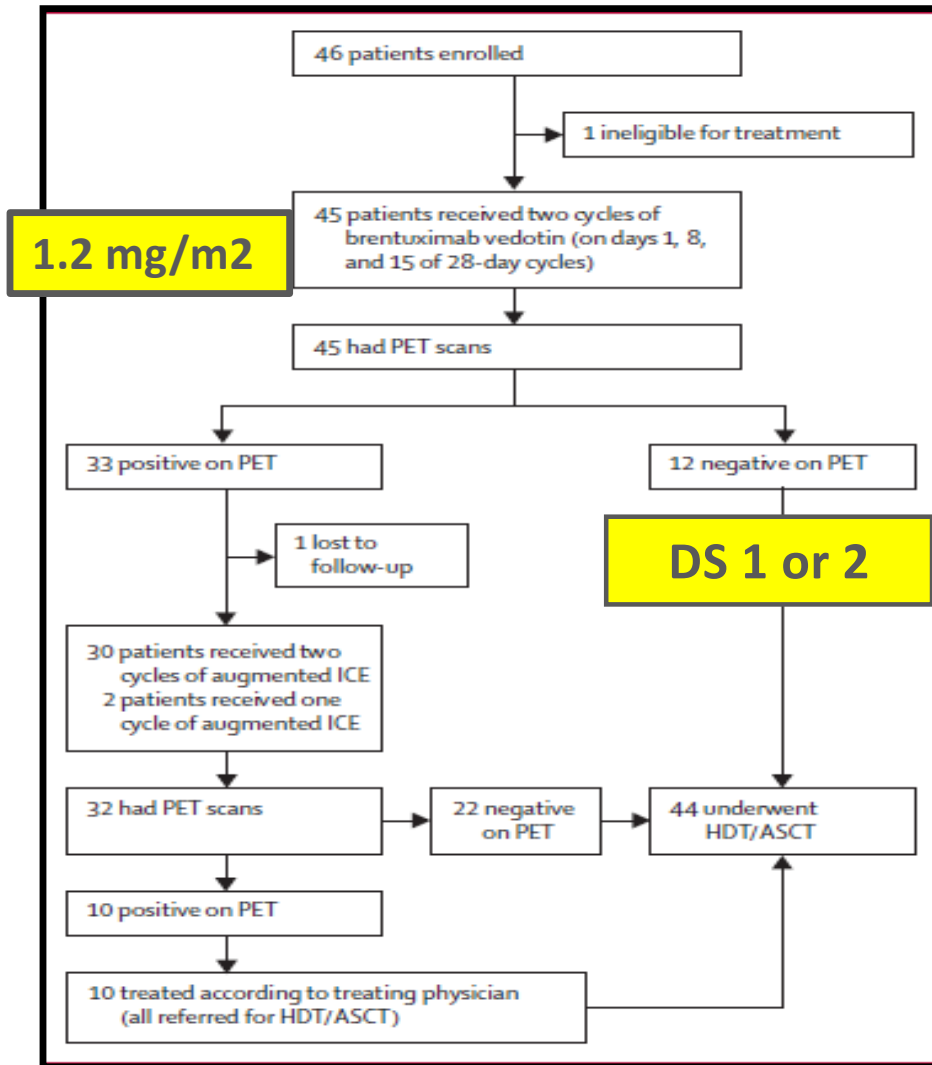 46 patients enrolled
1 ineligible for treatment
45 patients received two cycles of
brentuximab vedotin (on days 1, 8,
and 15 of 28-day cycles)
1.2 mg/m2
45 had PET scans
33 positive on PET
12 negative on PET
1 lost to
follow-up
DS 1 or 2
30 patients received two
cycles of augmented ICE
2 patients received one
cycle of augmented ICE
32 had PET scans
22 negative
on PET
44 underwent
HDT/ASCT
10 positive on PET
10 treated according to treating physician
(all referred for HDT/ASCT)